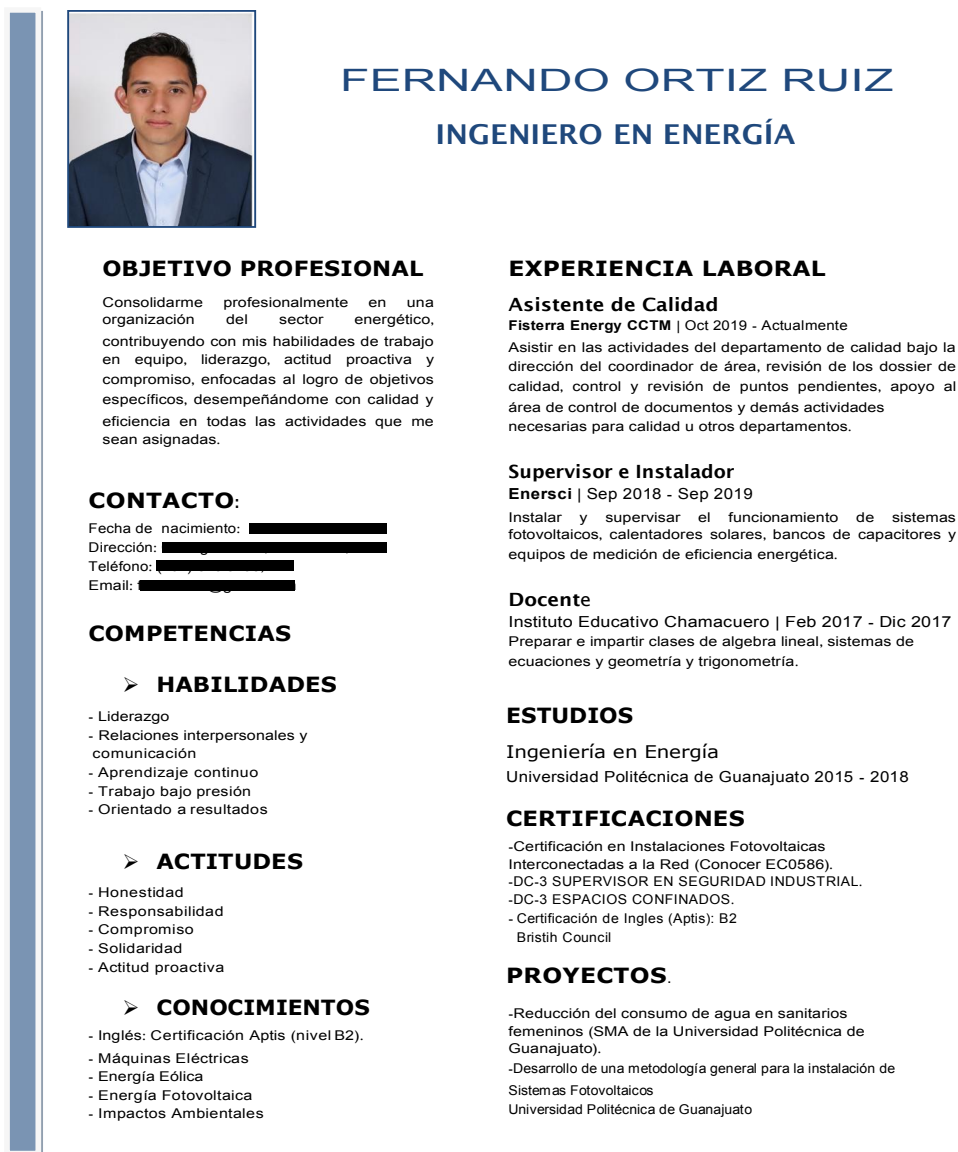 FERNANDO ORTIZ RUIZ
INGENIERO EN ENERGÍA
OBJETIVO PROFESIONAL
Consolidarme profesionalmente en una
organización del sector energético,
contribuyendo con mis habilidades de trabajo
en equipo, liderazgo, actitud proactiva y
compromiso, enfocadas al logro de objetivos
específicos, desempeñándome con calidad y
eficiencia en todas las actividades que me
sean asignadas.
CONTACTO:
Fecha de nacimiento:
Dirección:
Teléfono:
Email:
COMPETENCIAS
➢ HABILIDADES
- Liderazgo
- Relaciones interpersonales y
comunicación
- Aprendizaje continuo
- Trabajo bajo presión
- Orientado a resultados
➢ ACTITUDES
- Honestidad
- Responsabilidad
- Compromiso
- Solidaridad
- Actitud proactiva
➢ CONOCIMIENTOS
- Inglés: Certificación Aptis (nivel B2).
- Máquinas Eléctricas
- Energía Eólica
- Energía Fotovoltaica
- Impactos Ambientales
EXPERIENCIA LABORAL
Asistente de Calidad
Fisterra Energy CCTM | Oct 2019 - Actualmente
Asistir en las actividades del departamento de calidad bajo la
dirección del coordinador de área, revisión de los dossier de
calidad, control y revisión de puntos pendientes, apoyo al
área de control de documentos y demás actividades
necesarias para calidad u otros departamentos.
Supervisor e Instalador
Enersci | Sep 2018 - Sep 2019
Instalar y supervisar el funcionamiento de sistemas
fotovoltaicos, calentadores solares, bancos de capacitores y
equipos de medición de eficiencia energética.
Docente
Instituto Educativo Chamacuero | Feb 2017 - Dic 2017
Preparar e impartir clases de algebra lineal, sistemas de
ecuaciones y geometría y trigonometría.
ESTUDIOS
Ingeniería en Energía
Universidad Politécnica de Guanajuato 2015 - 2018
CERTIFICACIONES
-Certificación en Instalaciones Fotovoltaicas
Interconectadas a la Red (Conocer EC0586).
-DC-3 SUPERVISOR EN SEGURIDAD INDUSTRIAL.
-DC-3 ESPACIOS CONFINADOS.
- Certificación de Ingles (Aptis): B2
Bristih Council
PROYECTOS.
-Reducción del consumo de agua en sanitarios
femeninos (SMA de la Universidad Politécnica de
Guanajuato).
-Desarrollo de una metodología general para la instalación de
Sistemas Fotovoltaicos
Universidad Politécnica de Guanajuato